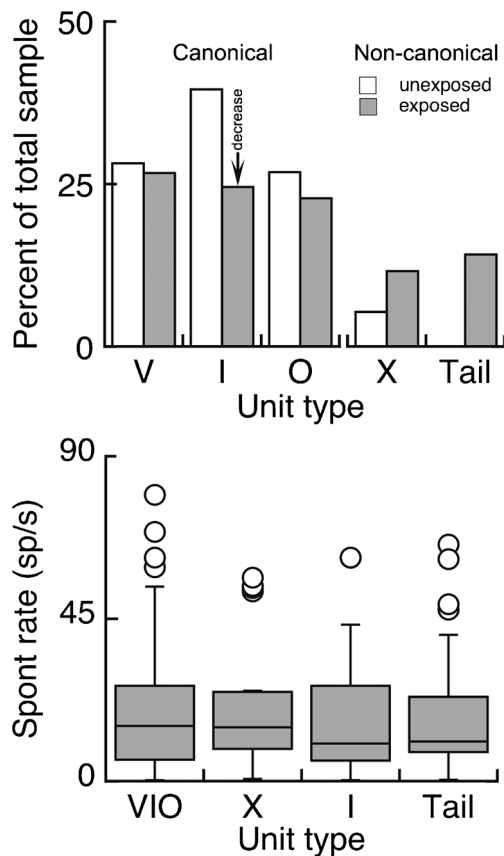 50
Canonical
Non-canonical
unexposed
exposed
decrease
Percent of total sample
25
0
V I O X Tail
Unit type
90
Spont rate (sp/s)
45
0
VIO X I Tail
Unit type